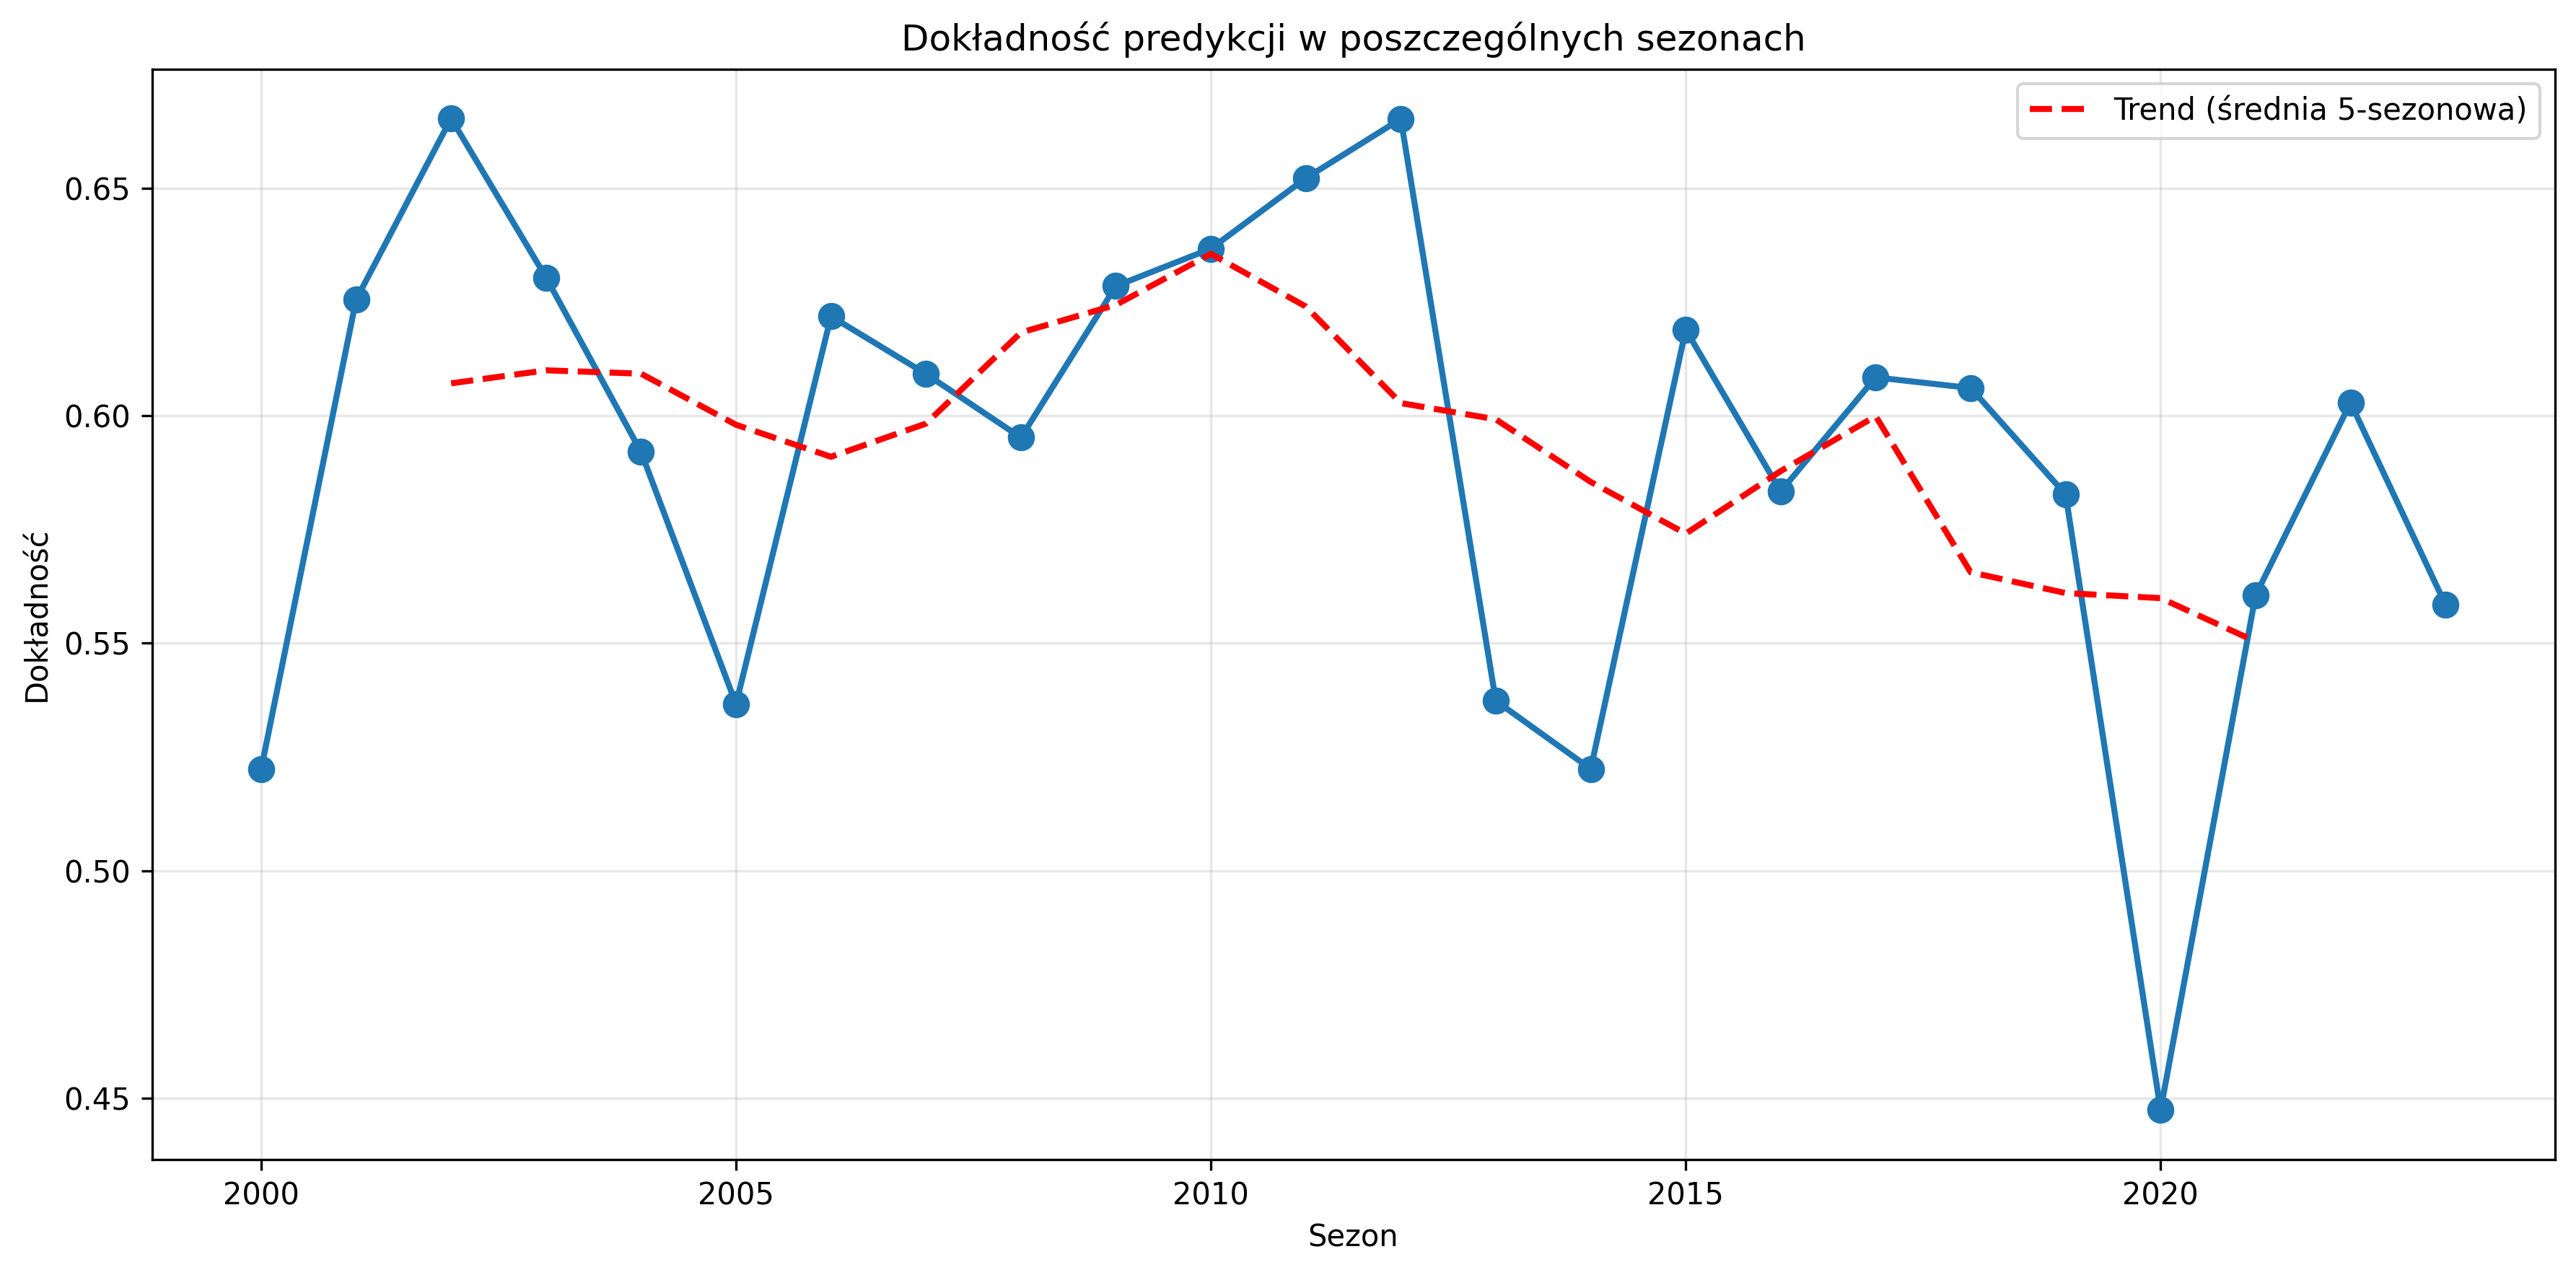 Dokładność predykcji w poszczególnych sezonach
Trend (średnia 5-sezonowa)
Dokładność
0.65
0.60
0.55
0.50
0.45
2000 2005 2010 2015 2020
Sezon